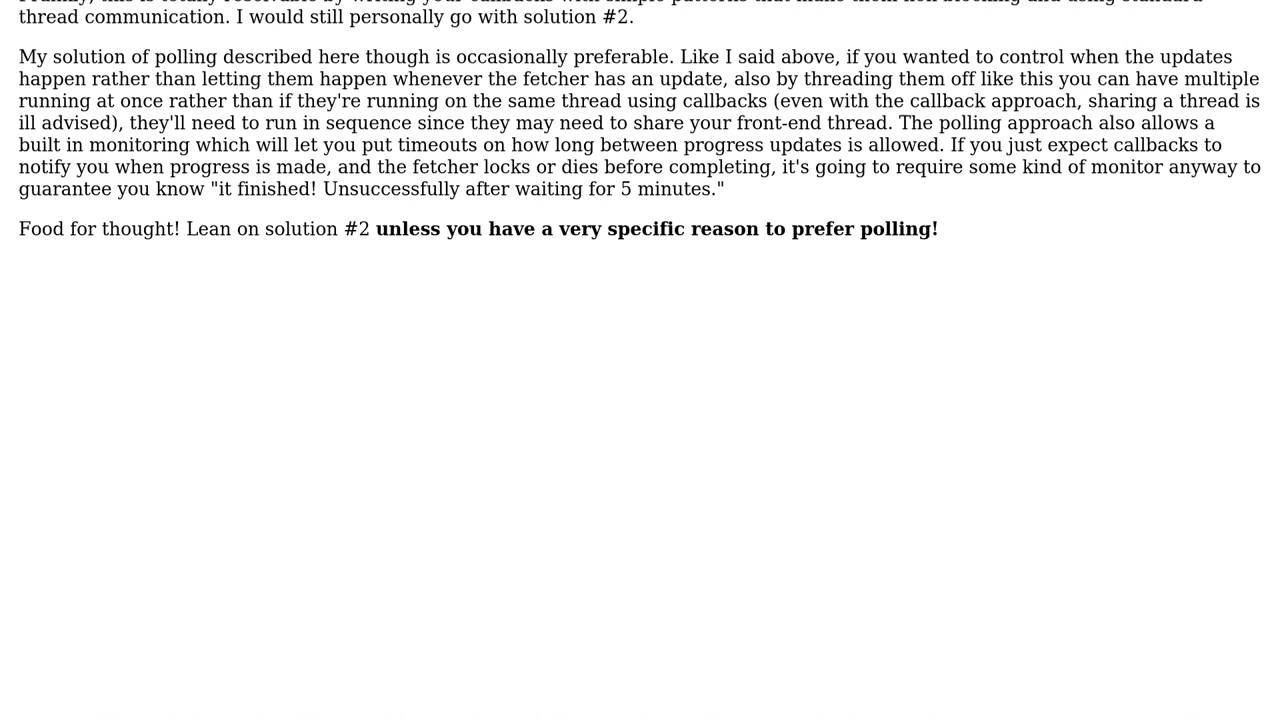 thread communication. I would still personally go with solution #2.
My solution of polling described here though is occasionally preferable. Like I said above, if you wanted to control when the updates
happen rather than letting them happen whenever the fetcher has an update, also by threading them off like this you can have multiple
running at once rather than if they're running on the same thread using callbacks (even with the callback approach, sharing a thread is
ill advised), they'll need to run in sequence since they may need to share your front-end thread. The polling approach also allows a
built in monitoring which will let you put timeouts on how long between progress updates is allowed. If you just expect callbacks to
notify you when progress is made, and the fetcher locks or dies before completing, it's going to require some kind of monitor anyway to
guarantee you know "it finished! Unsuccessfully after waiting for 5 minutes."
Food for thought! Lean on solution #2 unless you have a very specific reason to prefer polling!